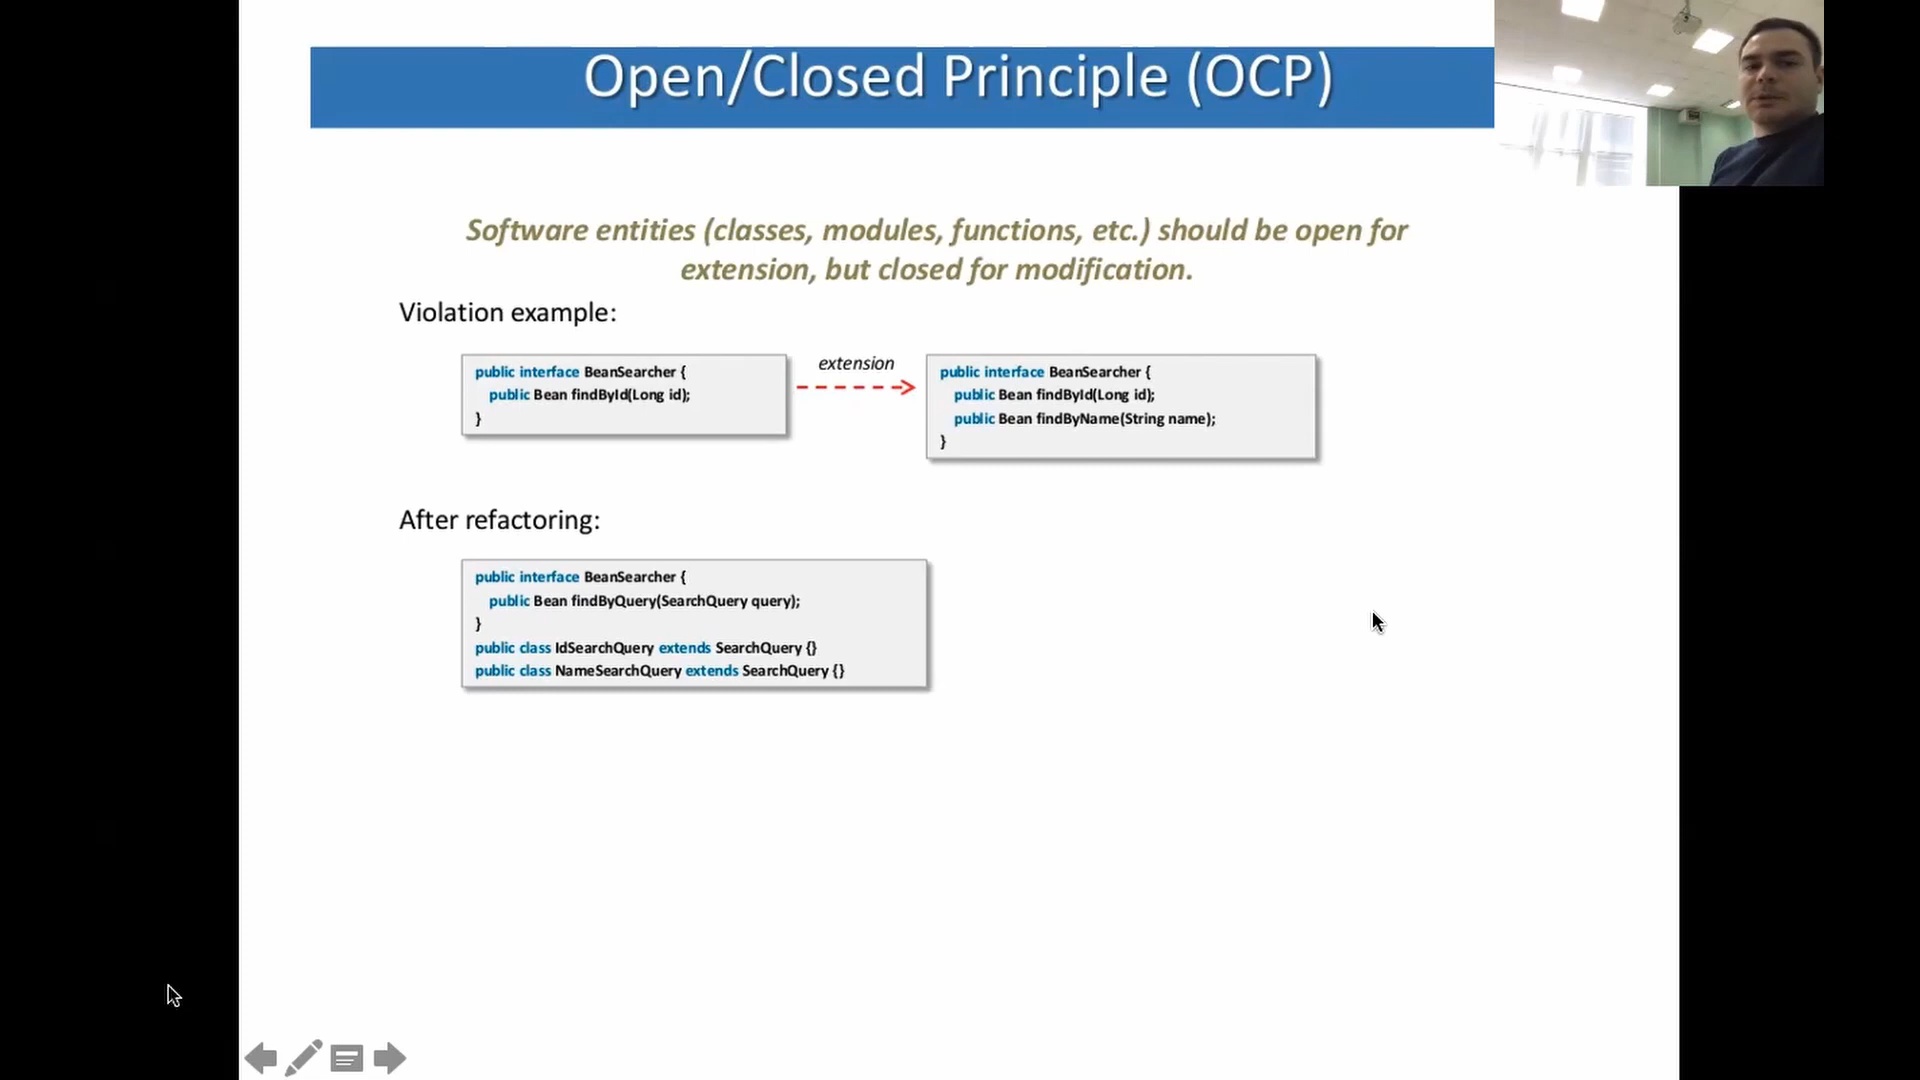 Open/Closed Principle (OCP)
Software entities (classes, modules, functions, etc.) should be open for
extension, but closed for modification.
Violation example:
public interface BeanSearcher {
public Bean findById(Long id);
}
extension
public interface BeanSearcher {
public Bean findById(Long id);
public Bean findByName(String name);
}
After refactoring:
public interface BeanSearcher {
public Bean findByQuery(SearchQuery query);
}
public class IdSearchQuery extends SearchQuery {}
public class NameSearchQuery extends SearchQuery {}